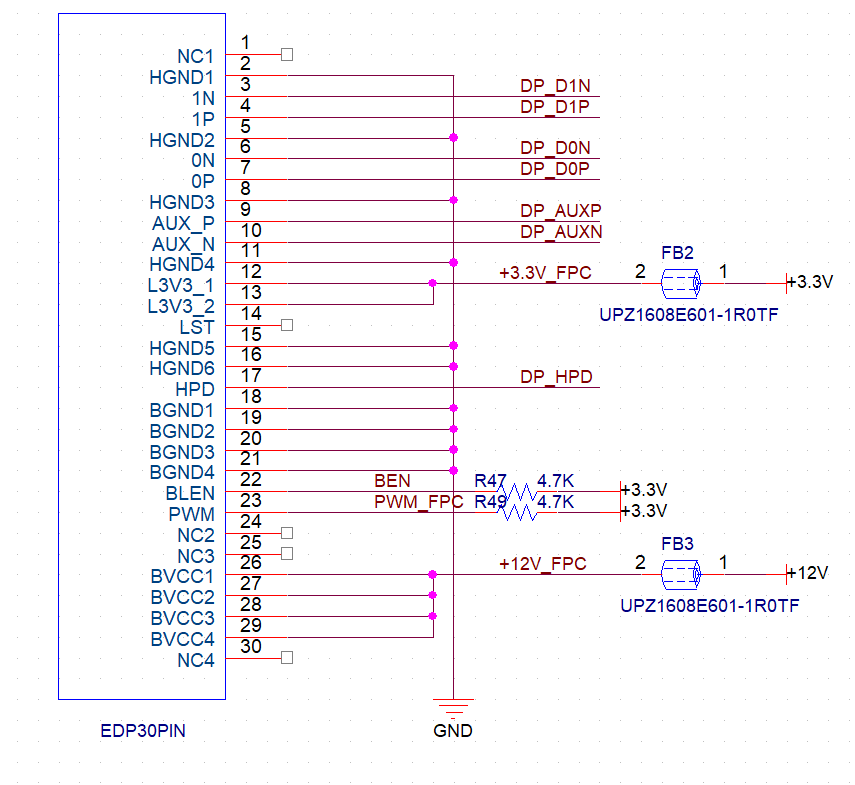 1
NC1
2
HGND1
3
1N DP_D1N
4
1P DP_D1P
5
HGND2
6
0N DP_D0N
7
0P DP_D0P
8
HGND3
9
AUX_P DP_AUXP
10
AUX_N DP_AUXN
11
HGND4 FB2
12
L3V3_1 +3.3V_FPC 2 1 +3.3V
13
L3V3_2 UPZ1608E601-1R0TF
14
LST
15
HGND5
16
HGND6
17
HPD DP_HPD
18
BGND1
19
BGND2
20
BGND3
21
BGND4
22
BLEN BEN R47 4.7K +3.3V
23
PWM PWM_FPC R49 4.7K +3.3V
24
NC2
25
NC3 FB3
26
BVCC1 +12V_FPC 2 1 +12V
27
BVCC2 UPZ1608E601-1R0TF
28
BVCC3
29
BVCC4
30
NC4
EDP30PIN GND